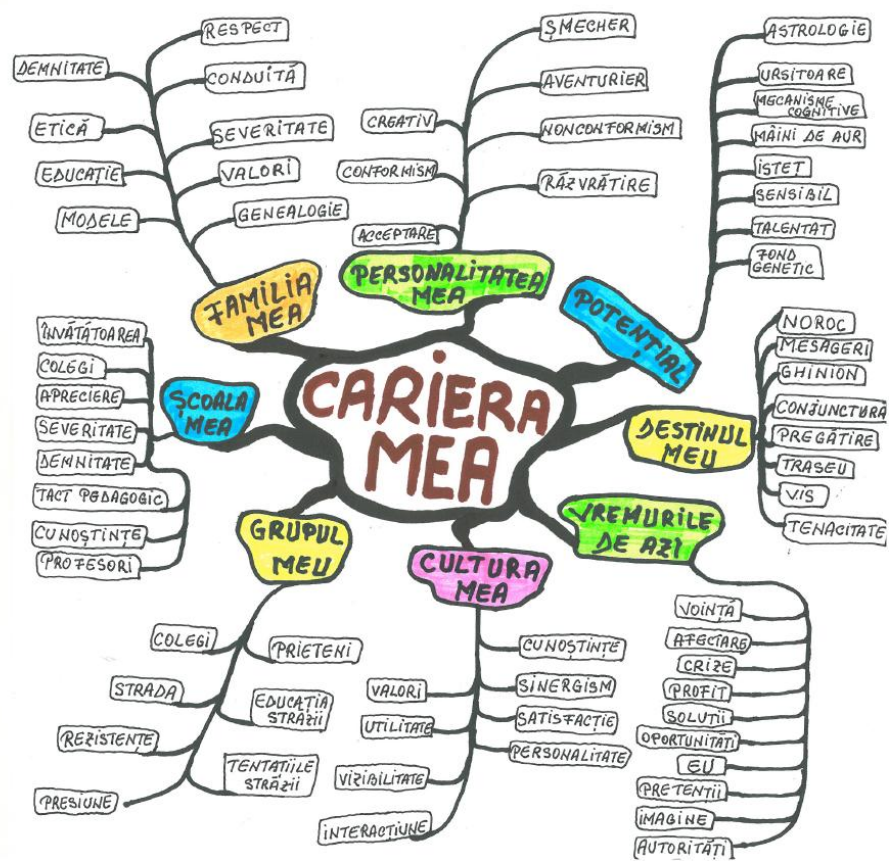 CARIERA
MEA
FAMILIA
MEA
RESPECT
DEMNITATE
CONDUITĂ
ETICĂ
SEVERITATE
EDUCAȚIE
VALORI
MODELE
GENEALOGIE
PERSONALITATEA
MEA
ȘMECHER
AVENTURIER
CREATIV
NONCONFORMISM
CONFORMISM
RĂZVRĂTIRE
ACCEPTARE
POTENȚIAL
ASTROLOGIE
URSITOARE
MECANISME
COGNITIVE
MÂINI DE AUR
ISTEȚ
SENSIBIL
TALENTAT
FOND
GENETIC
DESTINUL
MEU
NOROC
MESAGERI
GHINION
CONJUNCTURA
PREGĂTIRE
TRASEU
VIS
TENACITATE
VREMURILE
DE AZI
VOINȚĂ
AFECTARE
CRIZE
PROFIT
SOLUȚII
OPORTUNITĂȚI
EU
PRETENȚII
IMAGINE
AUTORITĂȚI
CULTURA
MEA
CUNOȘTINȚE
SINERGISM
VALORI
SATISFACȚIE
UTILITATE
PERSONALITATE
VIZIBILITATE
INTERACȚIUNE
GRUPUL
MEU
COLEGI
PRIETENI
STRADA
EDUCAȚIA
STRĂZII
REZISTENȚE
TENTAȚIILE
STRĂZII
PRESIUNE
ȘCOALA
MEA
ÎNVĂȚĂTOAREA
COLEGI
APRECIERE
SEVERITATE
DEMNITATE
TACT PEDAGOGIC
CUNOȘTINȚE
PROFESORI